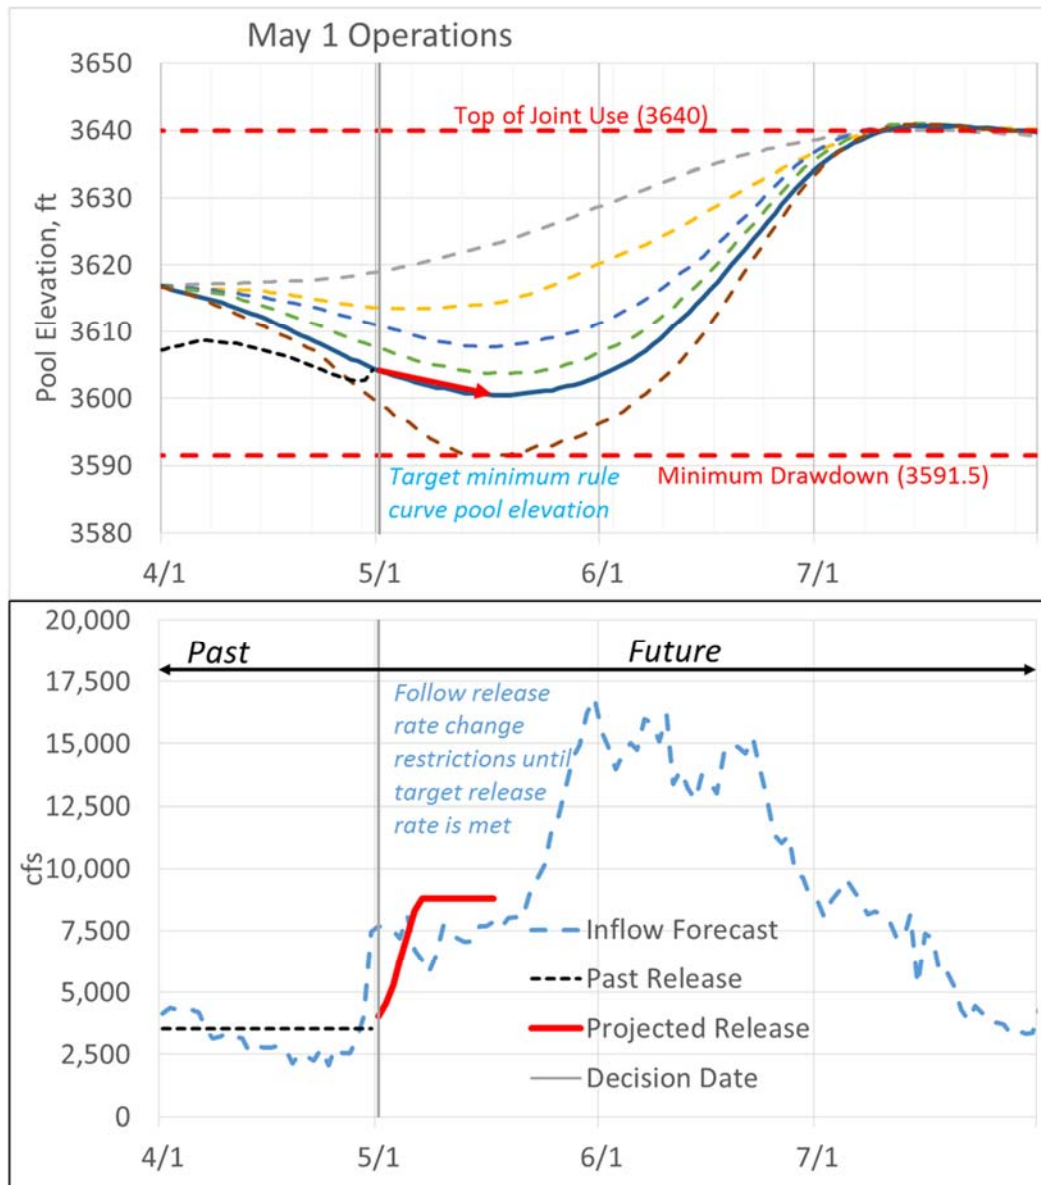 May 1 Operations
3650
3640
3630
3620
3610
3600
3590
3580
Pool Elevation, ft
Top of Joint Use (3640)
Minimum Drawdown (3591.5)
Target minimum rule
curve pool elevation
4/1
5/1
6/1
7/1
20,000
17,500
15,000
12,500
10,000
7,500
5,000
2,500
0
cfs
Past
Future
Follow release
rate change
restrictions until
target release
rate is met
Inflow Forecast
Past Release
Projected Release
Decision Date
4/1
5/1
6/1
7/1